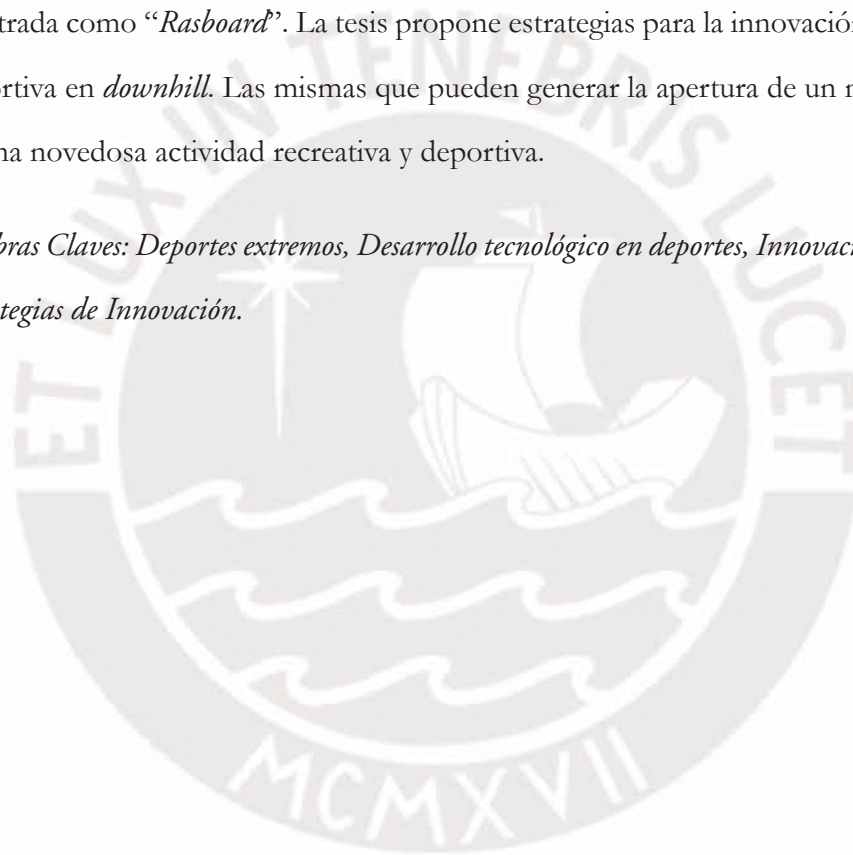 trada como “Rasboard”. La tesis propone estrategias para la innovación
rtiva en downhill. Las mismas que pueden generar la apertura de un n
na novedosa actividad recreativa y deportiva.
bras Claves: Deportes extremos, Desarrollo tecnológico en deportes, Innovaci
tegias de Innovación.
ET LUX IN TENEBRIS LUCET
MCMXVII